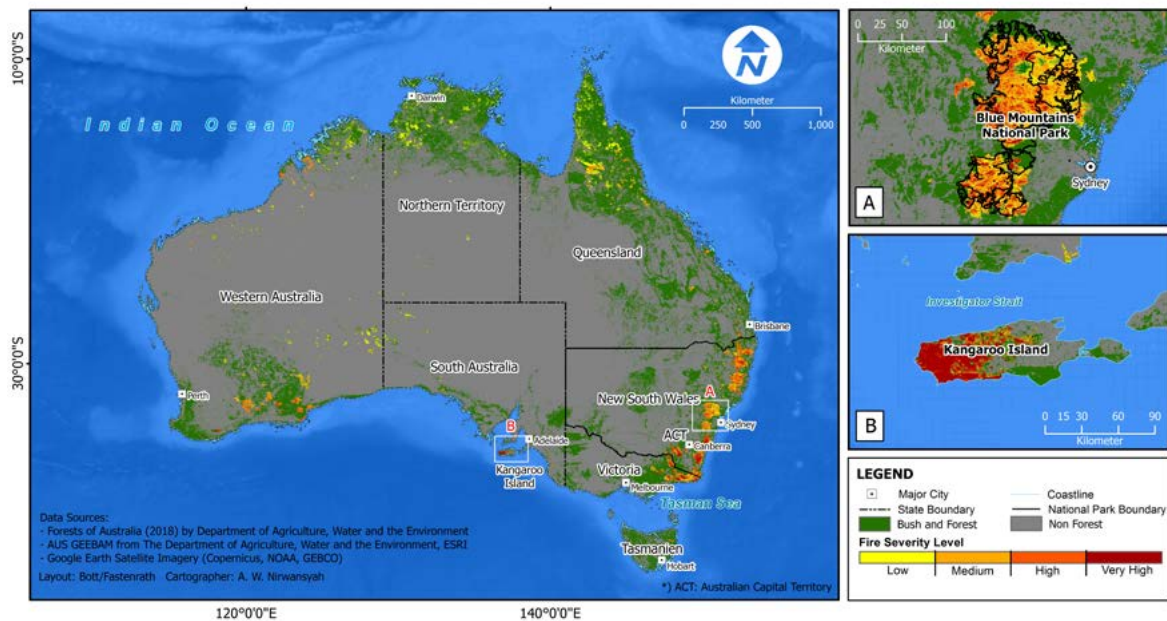 10°0'0"S
30°0'0"S
120°0'0"E
140°0'0"E
Indian Ocean
N
Kilometer
0 250 500 1,000
Darwin
Northern Territory
Queensland
Western Australia
South Australia
Brisbane
Perth
New South Wales
A
Sydney
B
Adelaide
ACT
Canberra
Kangaroo
Island
Victoria
Melbourne
Tasman Sea
Tasmanien
Hobart
Data Sources:
- Forests of Australia (2018) by Department of Agriculture, Water and the Environment
- AUS GEEBAM from The Department of Agriculture, Water and the Environment, ESRI
- Google Earth Satellite Imagery (Copernicus, NOAA, GEBCO)
Layout: Bott/Fastenrath Cartographer: A. W. Nirwansyah
*) ACT: Australian Capital Territory
0 25 50 100
Kilometer
Blue Mountains
National Park
Sydney
A
Investigator Strait
Kangaroo Island
0 15 30 60 90
Kilometer
B
LEGEND
Major City
Coastline
State Boundary
National Park Boundary
Bush and Forest
Non Forest
Fire Severity Level
Low Medium High Very High